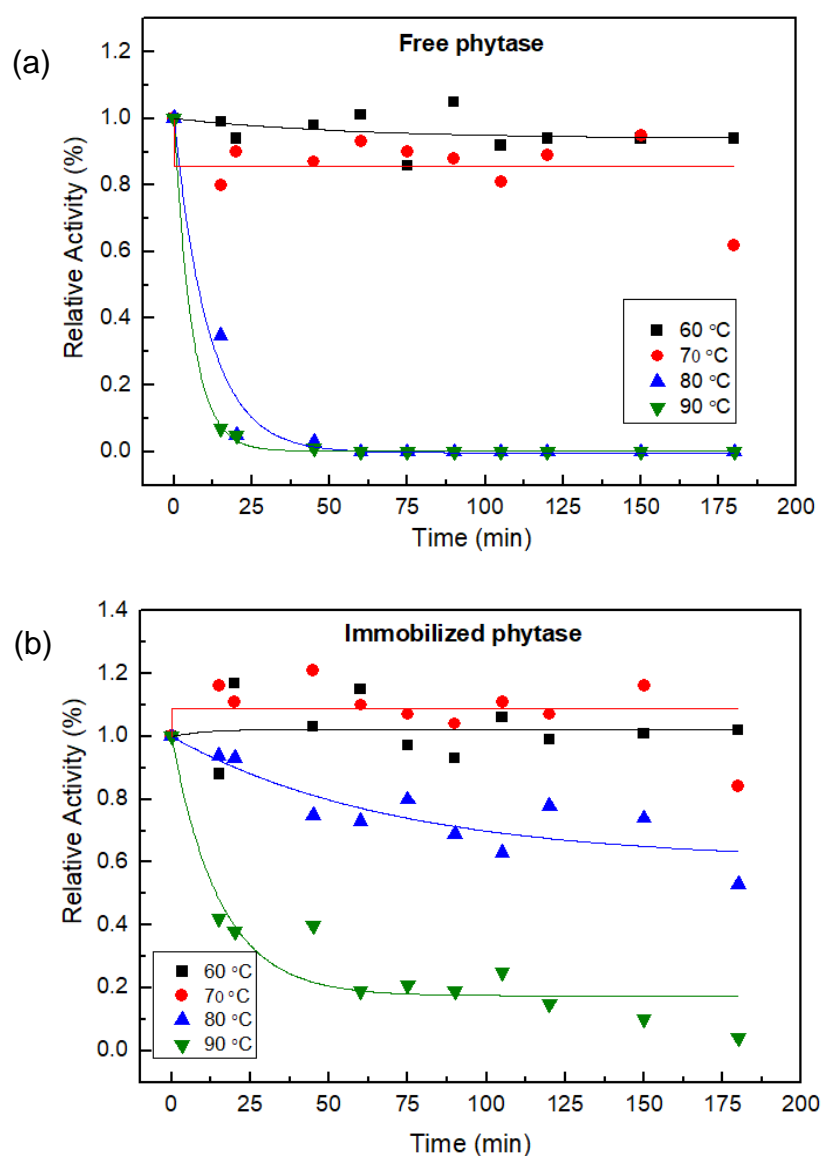 (a)
Free phytase
Relative Activity (%)
1.2
1.0
0.8
0.6
0.4
0.2
0.0
60 °C
70 °C
80 °C
90 °C
0 25 50 75 100 125 150 175 200
Time (min)
(b)
Immobilized phytase
Relative Activity (%)
1.4
1.2
1.0
0.8
0.6
0.4
0.2
0.0
60 °C
70 °C
80 °C
90 °C
0 25 50 75 100 125 150 175 200
Time (min)